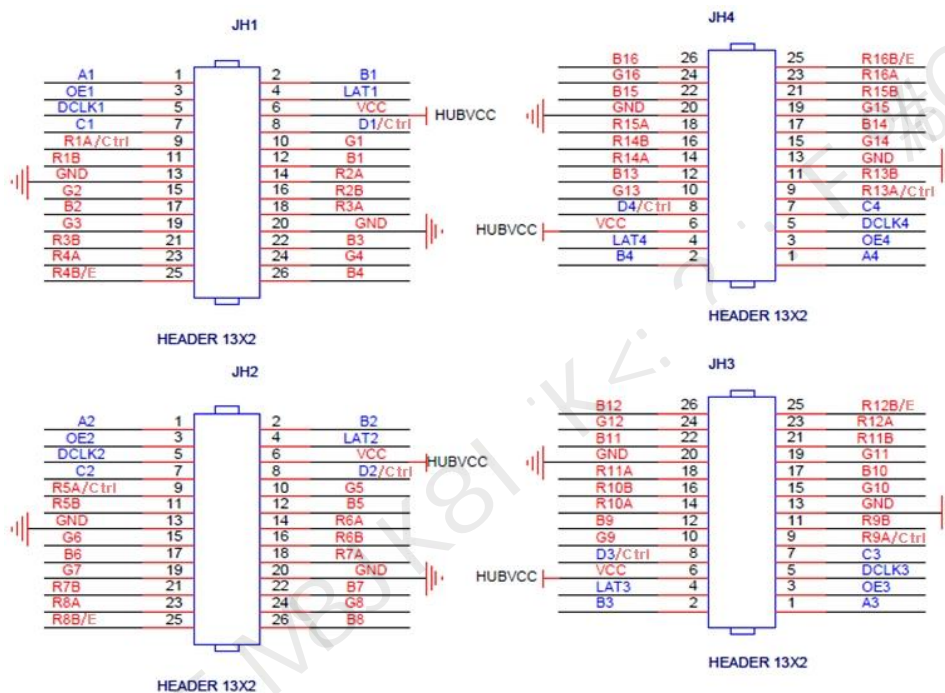 JH1
A1 1 2 B1
OE1 3 4 LAT1
DCLK1 5 6 VCC HUBVCC
C1 7 8 D1/Ctrl
R1A/Ctrl 9 10 G1
R1B 11 12 B1
GND 13 14 R2A
G2 15 16 R2B
B2 17 18 R3A
G3 19 20 GND
R3B 21 22 B3
R4A 23 24 G4
R4B/E 25 26 B4
HEADER 13X2
JH4
B16 26 25 R16B/E
G16 24 23 R16A
B15 22 21 R15B
GND 20 19 G15
R15A 18 17 B14
R14B 16 15 G14
R14A 14 13 GND
B13 12 11 R13B
G13 10 9 R13A/Ctrl
D4/Ctrl 8 7 C4
HUBVCC VCC 6 5 DCLK4
LAT4 4 3 OE4
B4 2 1 A4
HEADER 13X2
JH2
A2 1 2 B2
OE2 3 4 LAT2
DCLK2 5 6 VCC HUBVCC
C2 7 8 D2/Ctrl
R5A/Ctrl 9 10 G5
R5B 11 12 B5
GND 13 14 R6A
G6 15 16 R6B
B6 17 18 R7A
G7 19 20 GND
R7B 21 22 B7
R8A 23 24 G8
R8B/E 25 26 B8
HEADER 13X2
JH3
B12 26 25 R12B/E
G12 24 23 R12A
B11 22 21 R11B
GND 20 19 G11
R11A 18 17 B10
R10B 16 15 G10
R10A 14 13 GND
B9 12 11 R9B
G9 10 9 R9A/Ctrl
D3/Ctrl 8 7 C3
HUBVCC VCC 6 5 DCLK3
LAT3 4 3 OE3
B3 2 1 A3
HEADER 13X2